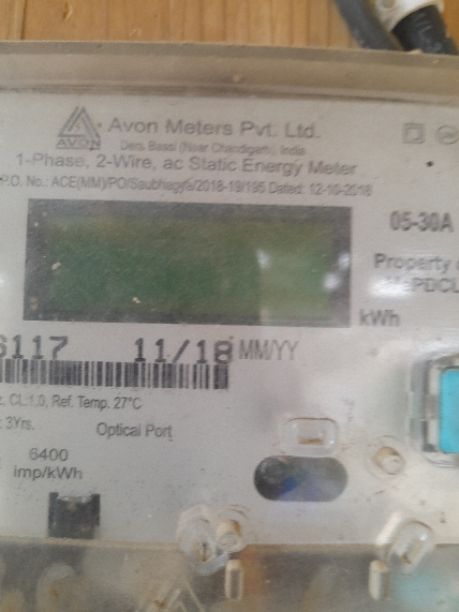 AVON
Avon Meters Pvt. Ltd.
Dera Bassi (Near Chandigarh), India
1-Phase, 2-Wire, ac Static Energy Meter
P.O. No.: ACE(MM)/PO/Saubhagya/2018-19/195 Dated: 12-10-2018
05-30A
Property
PDCL
kWh
6117 11/18 MM/YY
CL:1.0, Ref. Temp. 27°C
3Yrs.
Optical Port
6400
imp/kWh